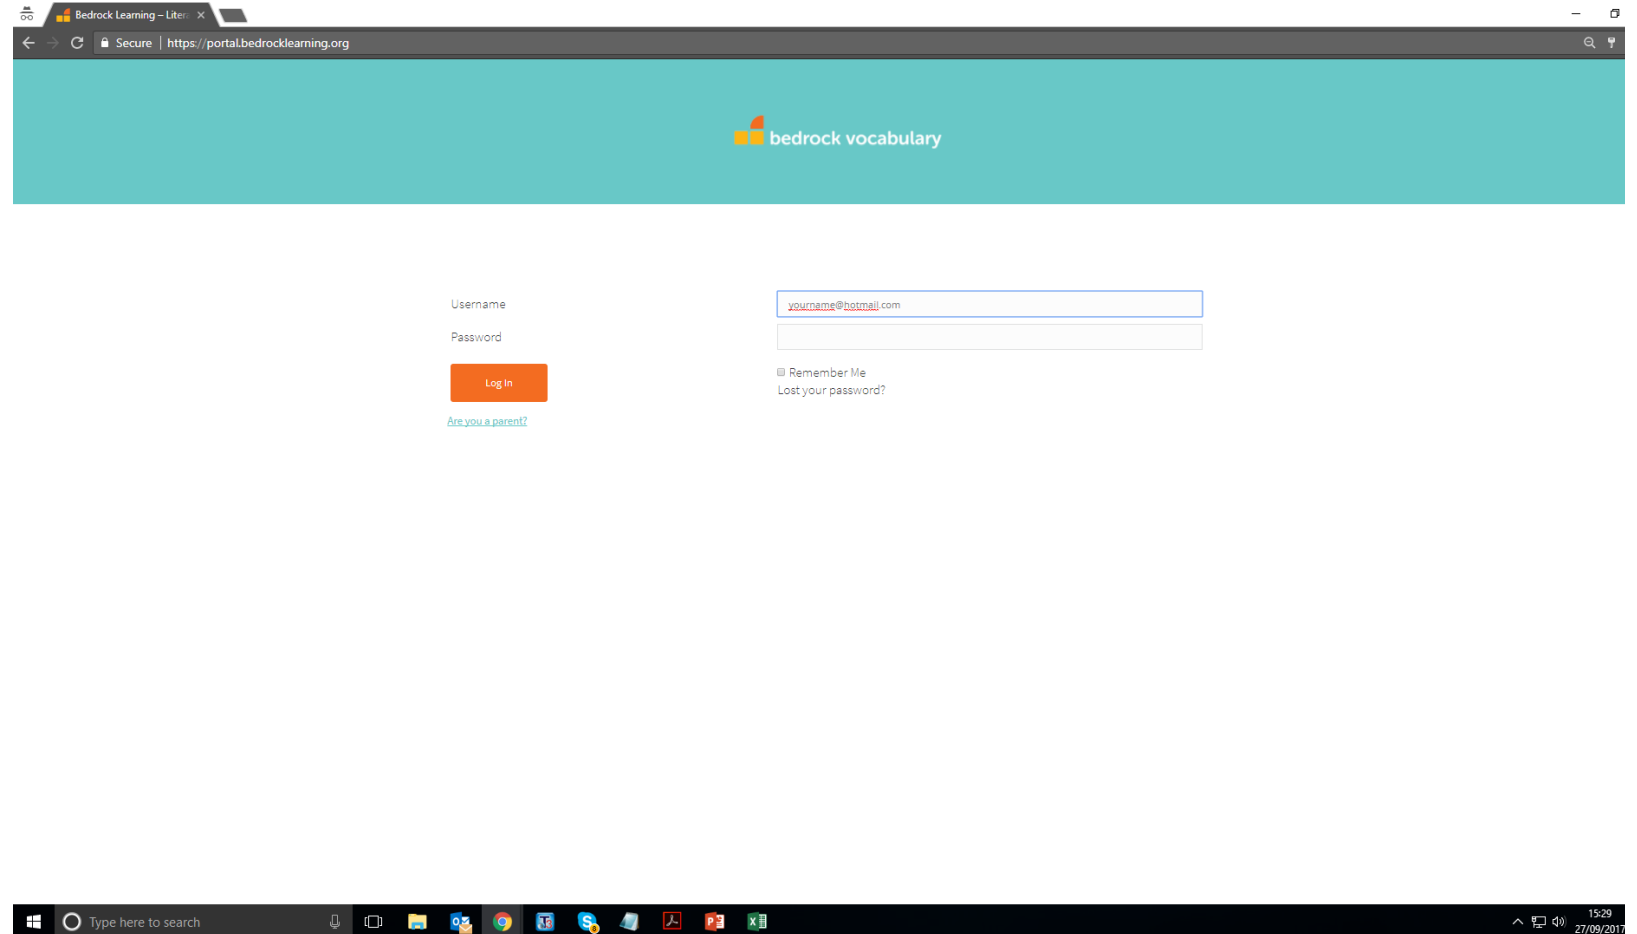 Bedrock Learning – Liter
Secure | https://portal.bedrocklearning.org
bedrock vocabulary
Username
yourname@hotmail.com
Password
Log In
Remember Me
Lost your password?
Are you a parent?
Type here to search
15:29
27/09/2017